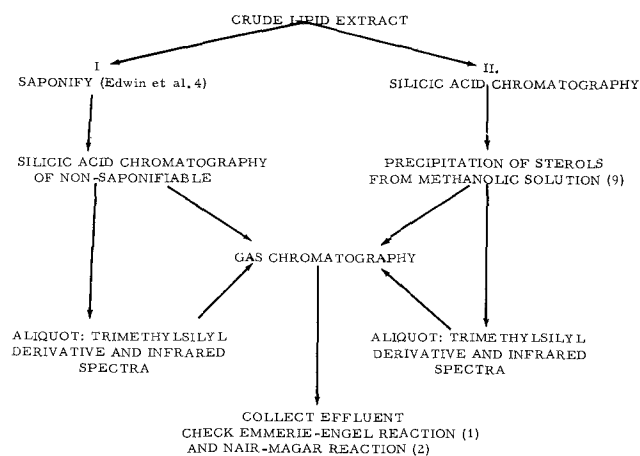 CRUDE LIPID EXTRACT
I
SAPONIFY (Edwin et al. 4)
II.
SILICIC ACID CHROMATOGRAPHY
SILICIC ACID CHROMATOGRAPHY
OF NON-SAPONIFIABLE
PRECIPITATION OF STEROLS
FROM METHANOLIC SOLUTION (9)
GAS CHROMATOGRAPHY
ALIQUOT: TRIMETHYLSILYL
DERIVATIVE AND INFRARED
SPECTRA
ALIQUOT: TRIMETHYLSILYL
DERIVATIVE AND INFRARED
SPECTRA
COLLECT EFFLUENT
CHECK EMMERIE-ENGEL REACTION (1)
AND NAIR-MAGAR REACTION (2)